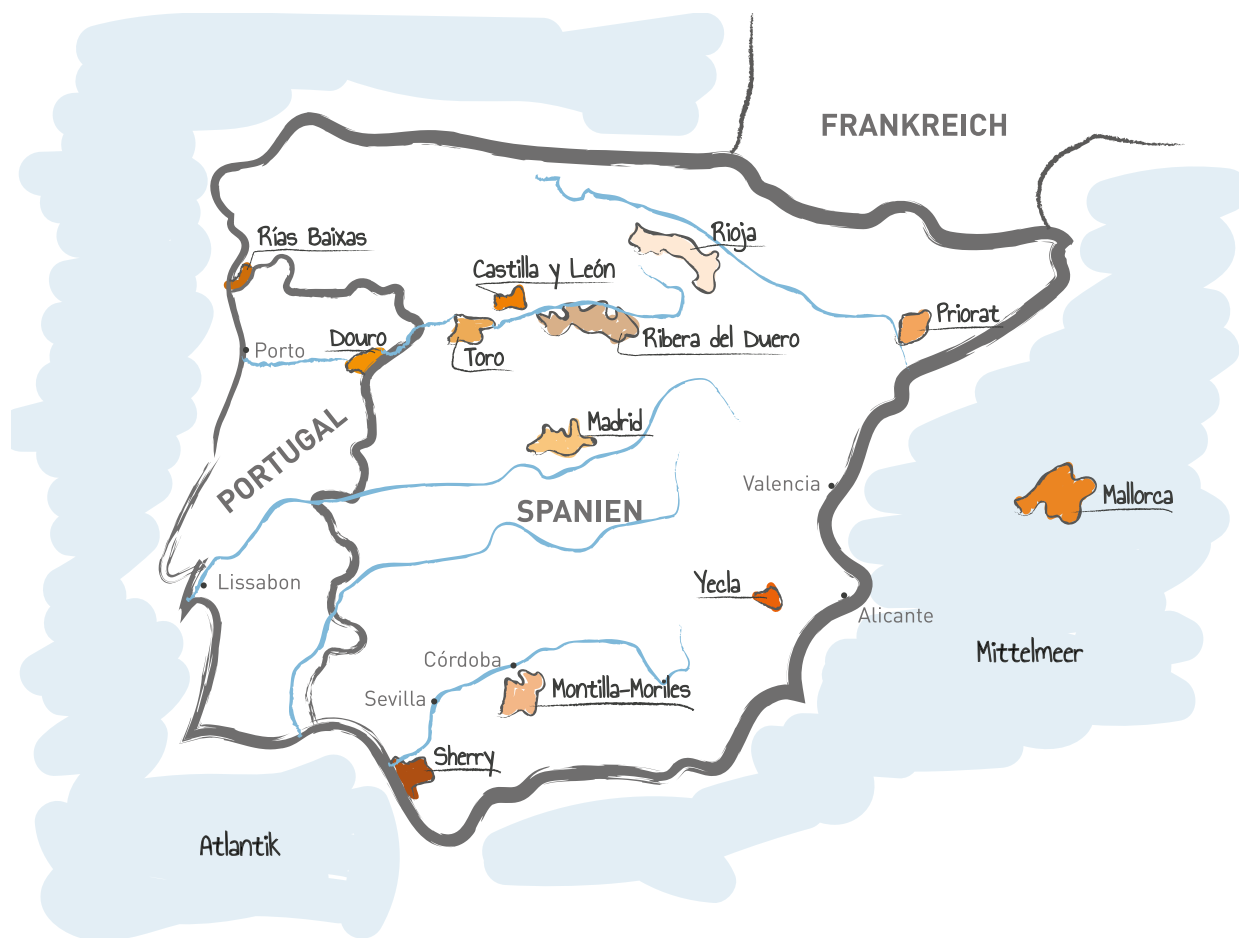 FRANKREICH
Rías Baixas
Rioja
Castilla y León
Priorat
Porto
Douro
Toro
Ribera del Duero
Madrid
PORTUGAL
Valencia
Mallorca
SPANIEN
Lissabon
Yecla
Alicante
Mittelmeer
Córdoba
Montilla-Moriles
Sevilla
Sherry
Atlantik